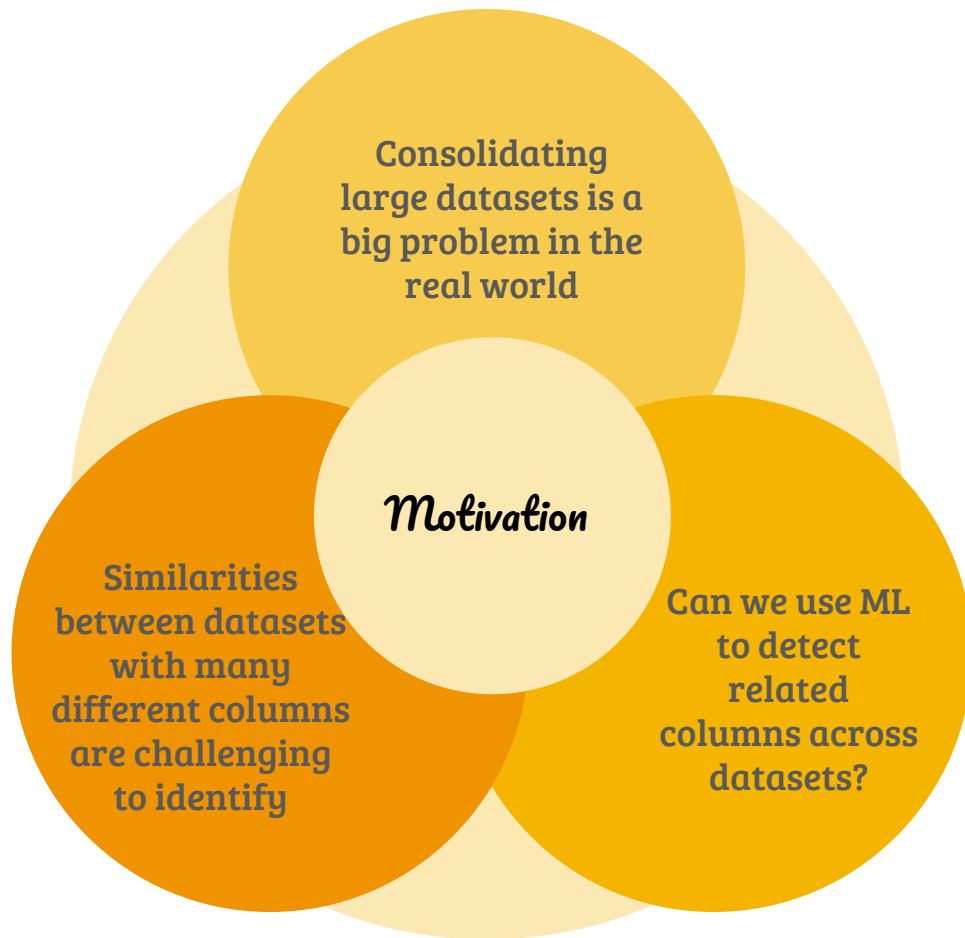 Consolidating
large datasets is a
big problem in the
real world
Motivation
Similarities
between datasets
with many
different columns
are challenging
to identify
Can we use ML
to detect
related
columns across
datasets?